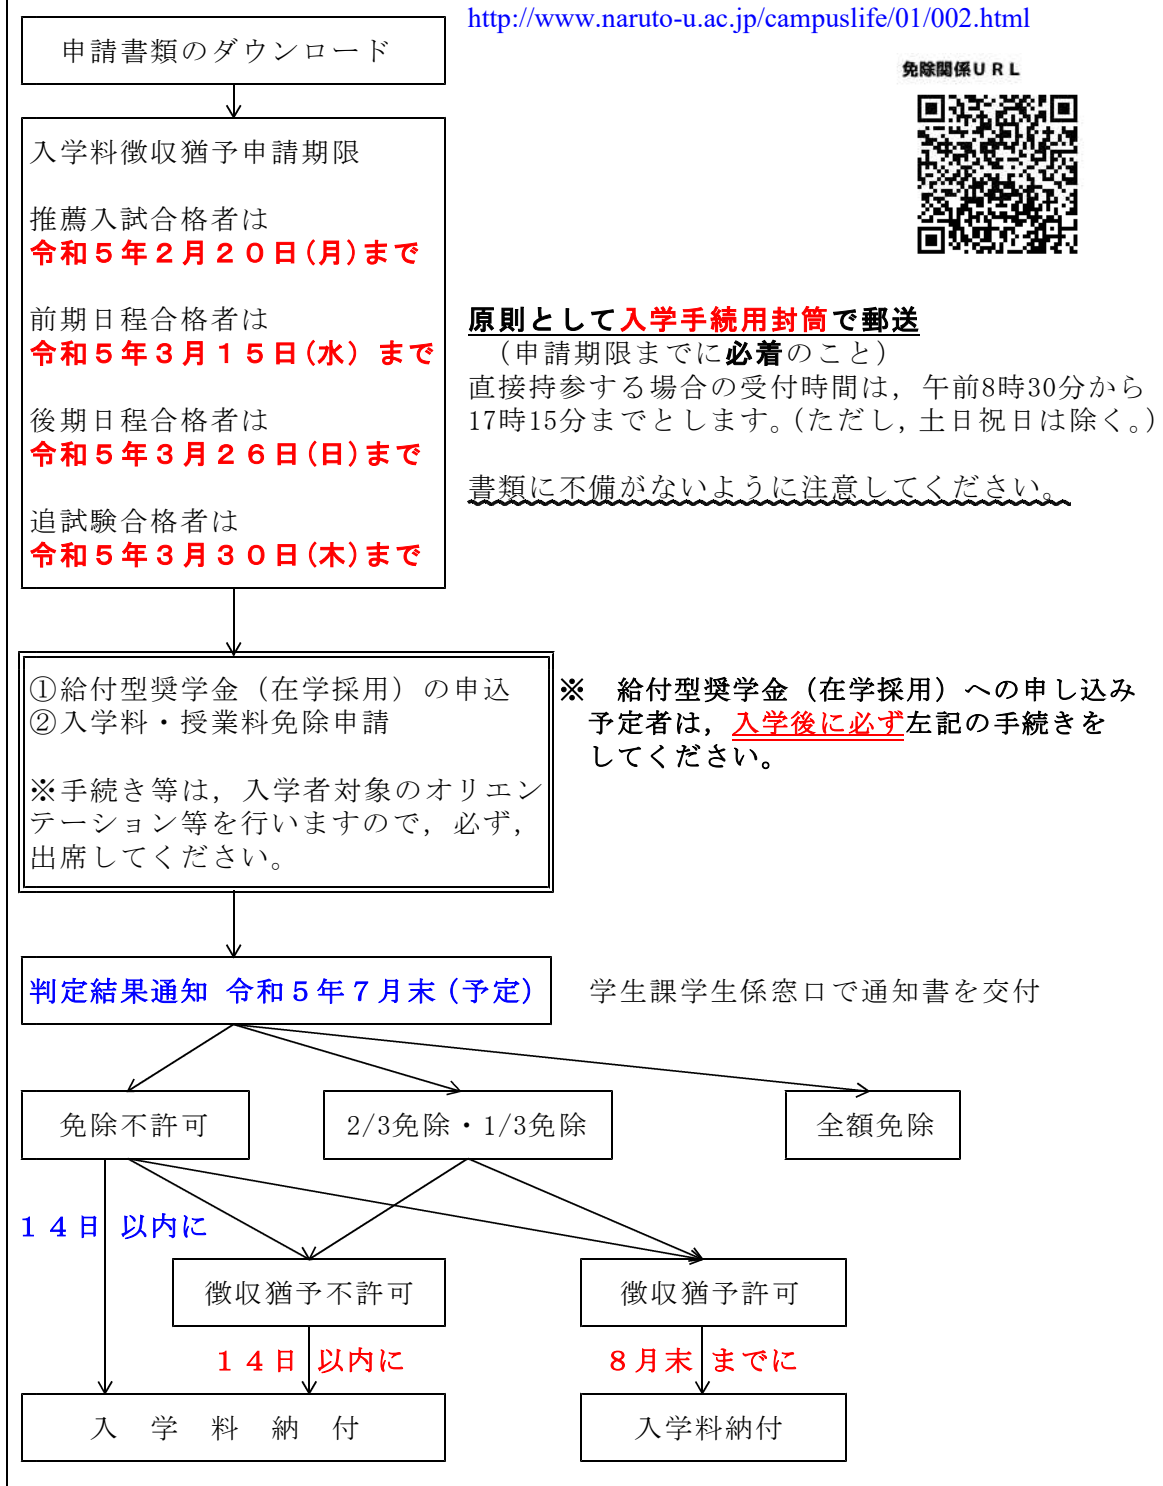 http://www.naruto-u.ac.jp/campuslife/01/002.html
申請書類のダウンロード
免除関係ＵＲＬ
入学料徴収猶予申請期限
推薦入試合格者は
令和５年２月２０日(月)まで
前期日程合格者は
令和５年３月１５日(水) まで
後期日程合格者は
令和５年３月２６日(日)まで
追試験合格者は
令和５年３月３０日(木)まで
原則として入学手続用封筒で郵送
（申請期限までに必着のこと）
直接持参する場合の受付時間は，午前8時30分から
17時15分までとします。（ただし，土日祝日は除く。）
書類に不備がないように注意してください。
①給付型奨学金（在学採用）の申込
②入学料・授業料免除申請
※手続き等は，入学者対象のオリエン
テーション等を行いますので，必ず，
出席してください。
※　給付型奨学金（在学採用）への申し込み
予定者は，入学後に必ず左記の手続きを
してください。
判定結果通知 令和５年７月末（予定）
学生課学生係窓口で通知書を交付
免除不許可
2/3免除・1/3免除
全額免除
１４日 以内に
徴収猶予不許可
徴収猶予許可
１４日 以内に
８月末 までに
入　学　料　納　付
入学料納付